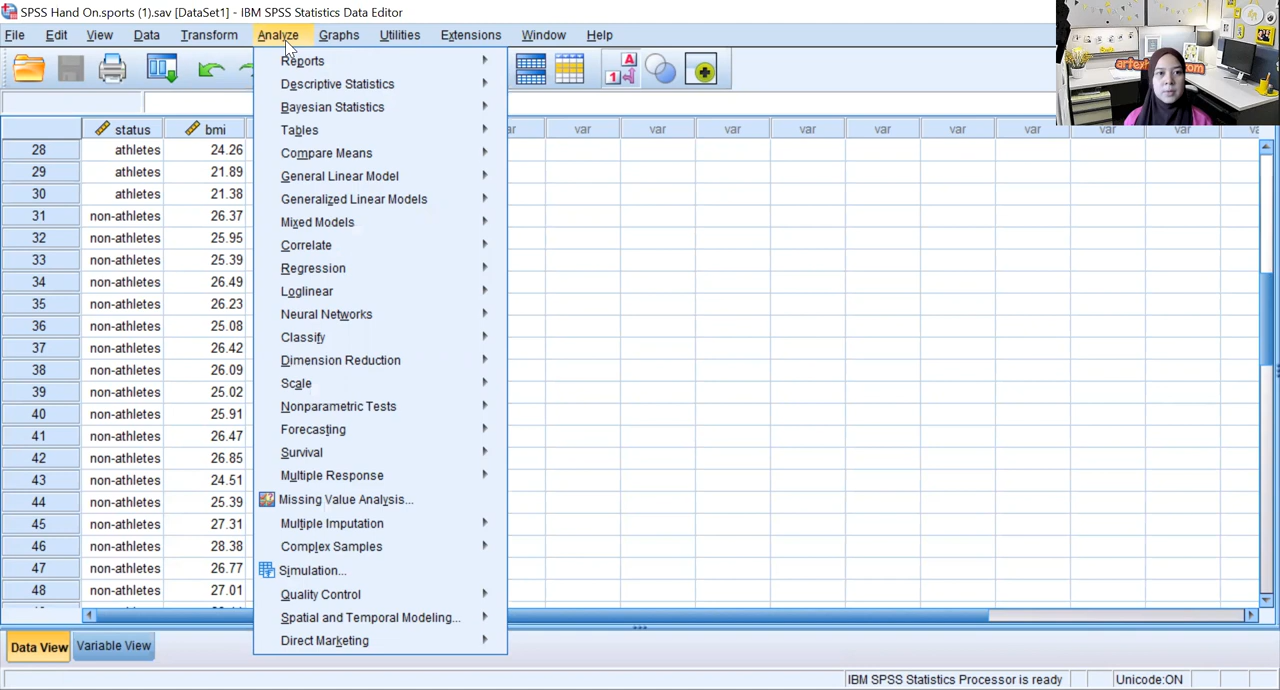 SPSS Hand On.sports (1).sav [DataSet1] - IBM SPSS Statistics Data Editor
File Edit View Data Transform Analyze Graphs Utilities Extensions Window Help
status bmi var var var var var var var var var
28 athletes 24.26
29 athletes 21.89
30 athletes 21.38
31 non-athletes 26.37
32 non-athletes 25.95
33 non-athletes 25.39
34 non-athletes 26.49
35 non-athletes 26.23
36 non-athletes 25.08
37 non-athletes 26.42
38 non-athletes 26.09
39 non-athletes 25.02
40 non-athletes 25.91
41 non-athletes 26.47
42 non-athletes 26.85
43 non-athletes 24.51
44 non-athletes 25.39
45 non-athletes 27.31
46 non-athletes 28.38
47 non-athletes 26.77
48 non-athletes 27.01
Reports
Descriptive Statistics
Bayesian Statistics
Tables
Compare Means
General Linear Model
Generalized Linear Models
Mixed Models
Correlate
Regression
Loglinear
Neural Networks
Classify
Dimension Reduction
Scale
Nonparametric Tests
Forecasting
Survival
Multiple Response
Missing Value Analysis...
Multiple Imputation
Complex Samples
Simulation...
Quality Control
Spatial and Temporal Modeling...
Direct Marketing
Data View Variable View
IBM SPSS Statistics Processor is ready Unicode:ON